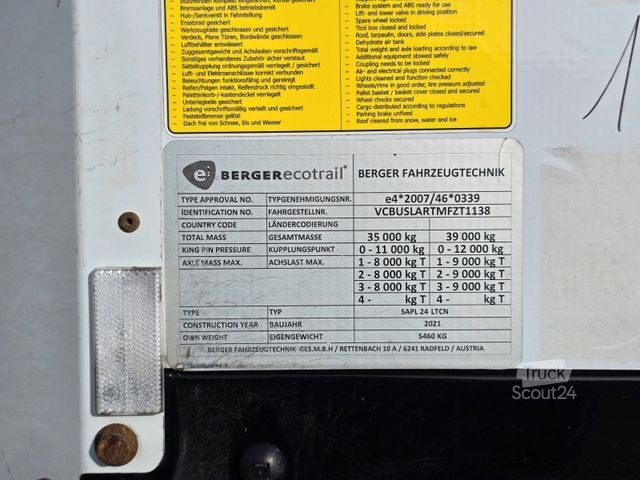 Bremsanlage und ABS betriebsbereit
Hub-/Senkventil in Fahrstellung
Ersatzrad gesichert
Werkzeugkiste geschlossen und gesichert
Verdeck, Plane Türen, Bordwände geschlossen
Luftbehälter entwässert
Zuggesamtgewicht und Achslasten vorschriftsgemäß
Sonstiges vorhandenes Zubehör sicher verstaut
Sattelkupplung ordnungsgemäß verriegelt / gesichert
Luft- und Elektroanschlüsse korrekt verbunden
Beleuchtungen funktionsfähig und gereinigt
Reifen/Felgen intakt, Reifendruck richtig eingestellt
Palettenkorb-/-kastendeckel verriegelt
Unterlegkeile gesichert
Ladung vorschriftsmäßig verteilt und gesichert
Feststellbremse gelöst
Dach frei von Schnee, Eis und Wasser
Brake system and ABS ready for use
Lift- and lower valve in driving position
Spare wheel locked
Tool box closed and locked
Roof, tarpaulin, doors, side plates closed/secured
Dehydrate air tank
Total weight and axle loading according to law
Additional equipment stowed safely
Coupling needs to be locked
Air- and electrical plugs connected correctly
Lights cleaned and function checked
Wheels/rims in good order, tire pressure adjusted
Pallet basket / basket cover closed and secured
Wheel chocks secured
Cargo distributed according to regulations
Parking brake unfixed
Roof cleared from snow, water and ice
e BERGERecotrail® BERGER FAHRZEUGTECHNIK
TYPE APPROVAL NO. TYPGENEHMIGUNGSNR. e4*2007/46*0339
IDENTIFICATION NO. FAHRGESTELLNR. VCBUSLARTMFZT1138
COUNTRY CODE LÄNDERCODIERUNG
TOTAL MASS GESAMTMASSE 35 000 kg 39 000 kg
KING PIN PRESSURE KUPPLUNGSPUNKT 0 - 11 000 kg 0 - 12 000 kg
AXLE MASS MAX. ACHSLAST MAX. 1 - 8 000 kg T 1 - 9 000 kg T
2 - 8 000 kg T 2 - 9 000 kg T
3 - 8 000 kg T 3 - 9 000 kg T
4 - kg T 4 - kg T
TYPE TYP SAPL 24 LTCN
CONSTRUCTION YEAR BAUJAHR 2021
OWN WEIGHT EIGENGEWICHT 5460 KG
BERGER FAHRZEUGTECHNIK GES.M.B.H / RETTENBACH 10 A / 6241 RADFELD / AUSTRIA
Truck
Scout24